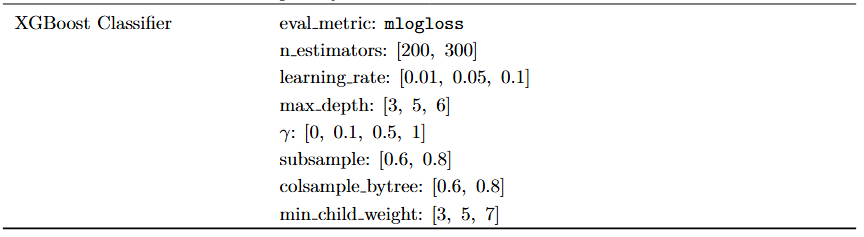 XGBoost Classifier eval_metric: mlogloss
n_estimators: [200, 300]
learning_rate: [0.01, 0.05, 0.1]
max_depth: [3, 5, 6]
γ: [0, 0.1, 0.5, 1]
subsample: [0.6, 0.8]
colsample_bytree: [0.6, 0.8]
min_child_weight: [3, 5, 7]